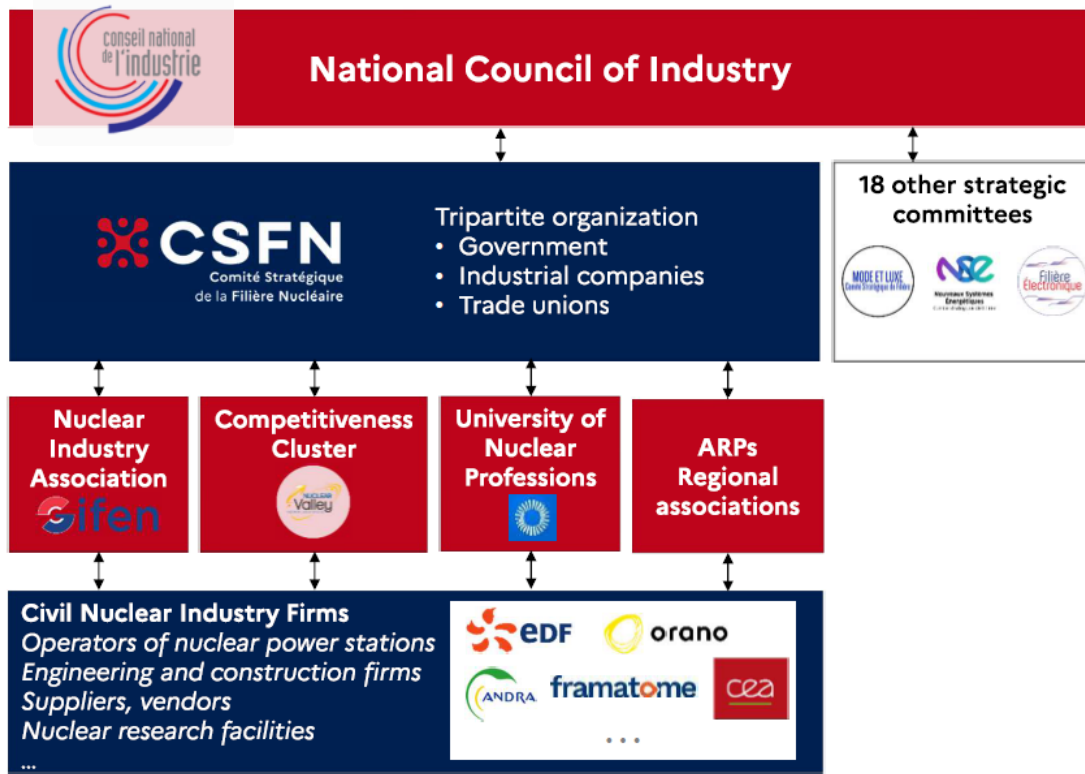 conseil national
de l'industrie
National Council of Industry
CSFN
Comité Stratégique
de la Filière Nucléaire
Tripartite organization
• Government
• Industrial companies
• Trade unions
18 other strategic
committees
MODE ET LUXE
Comité Stratégique de Filière
NSE
Nouveaux Systèmes
Énergétiques
Filière
Électronique
Nuclear
Industry
Association
Gifen
Competitiveness
Cluster
NUCLEAR
Valley
University of
Nuclear
Professions
ARPs
Regional
associations
Civil Nuclear Industry Firms
Operators of nuclear power stations
Engineering and construction firms
Suppliers, vendors
Nuclear research facilities
...
eDF
orano
ANDRA
framatome
cea
...